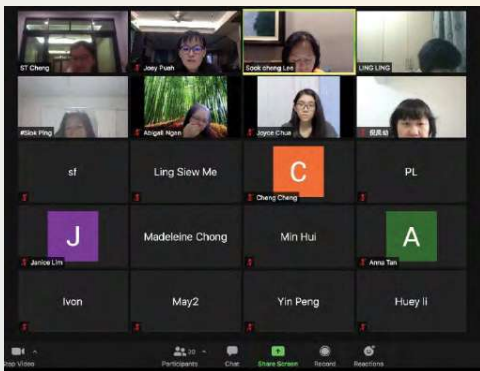 ST Cheng
Joey Puah
Sook cheng Lee
LING LING
#Siok Ping
Abigail Ngan
Joyce Chua
sf
Ling Siew Me
C
Cheng Cheng
PL
J
Janice Lim
Madeleine Chong
Min Hui
A
Anna Tan
Ivon
May2
Yin Peng
Huey li
Stop Video
Participants
20
Chat
Share Screen
Record
Reactions